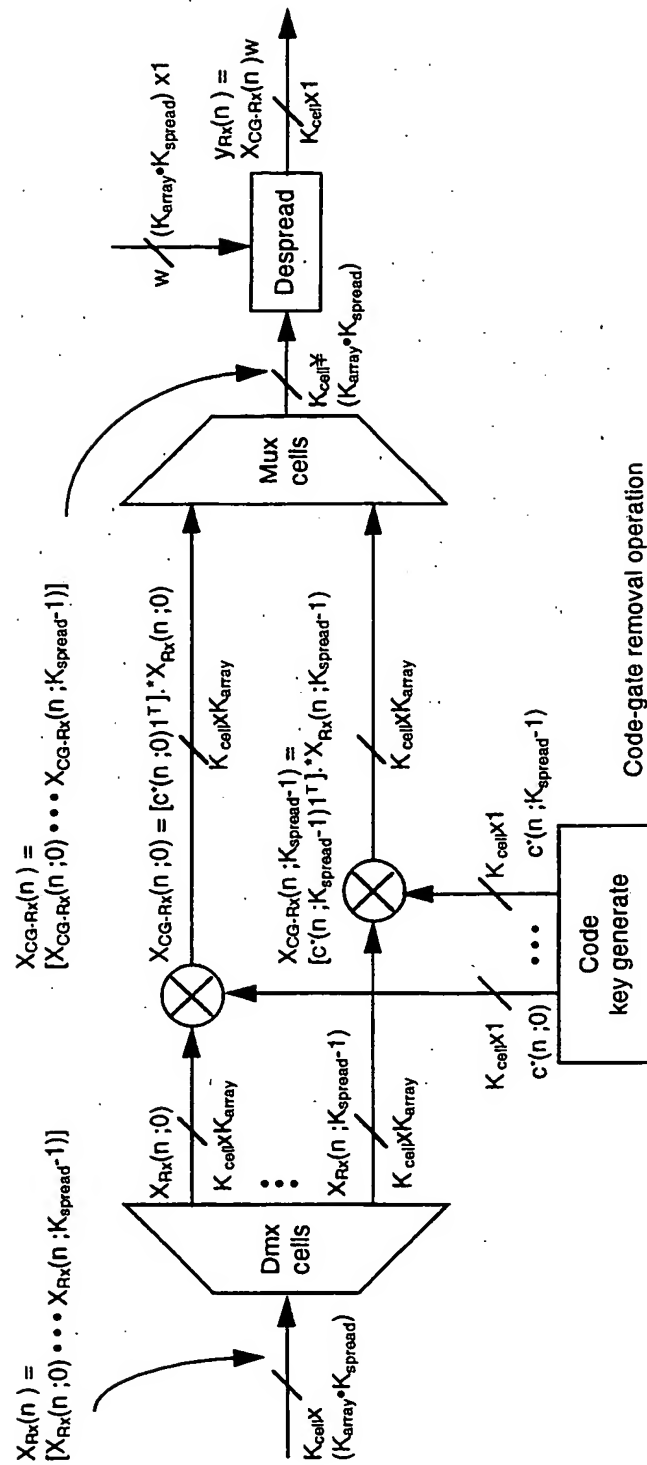 X_Rx(n) =
[X_Rx(n ;0) ••• X_Rx(n ;K_spread-1)]
K_cell X
(K_array•K_spread)
Dmx
cells
X_Rx(n ;0)
K_cell X K_array
•••
X_Rx(n ;K_spread-1)
K_cell X K_array
X_CG-Rx(n) =
[X_CG-Rx(n ;0) ••• X_CG-Rx(n ;K_spread-1)]
X_CG-Rx(n ;0) = [c*(n ;0)1^T].*X_Rx(n ;0)
K_cell X K_array
X_CG-Rx(n ;K_spread-1) =
[c*(n ;K_spread-1)1^T].*X_Rx(n ;K_spread-1)
K_cell X K_array
K_cell X1
c*(n ;0)
•••
K_cell X1
c*(n ;K_spread-1)
Code
key generate
Mux
cells
K_cell ¥
(K_array•K_spread)
w
(K_array•K_spread) X1
Despread
y_Rx(n) =
X_CG-Rx(n )w
K_cell X1
Code-gate removal operation